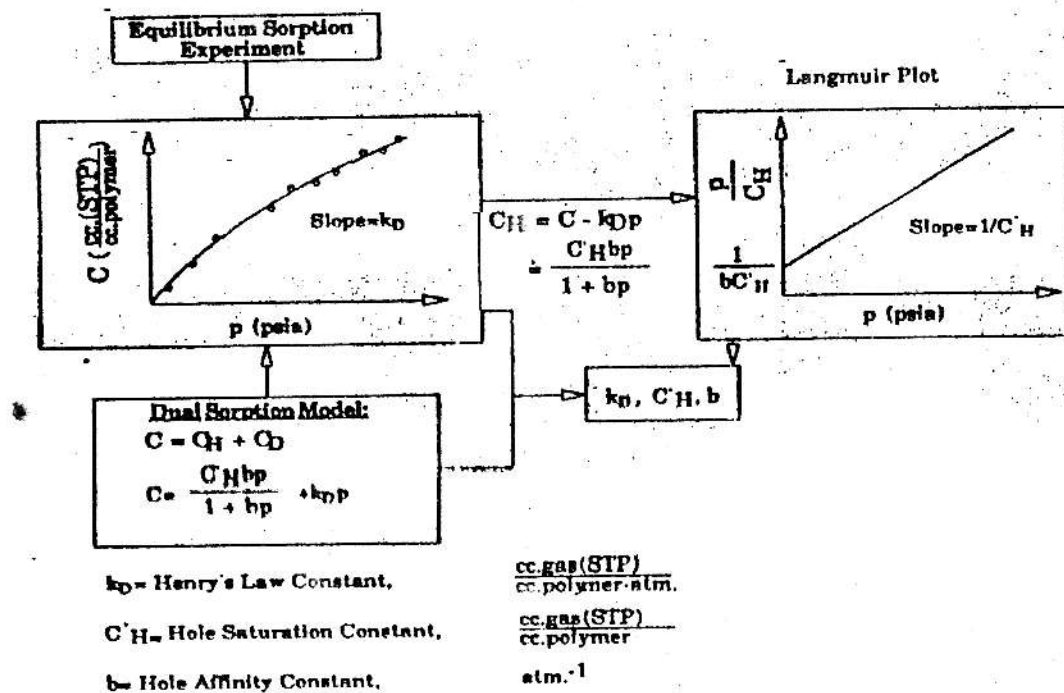 Equilibrium Sorption
Experiment
C (cc.(STP)/cc.polymer)
Slope=kD
p (psia)
CH = C - kDp
= C'Hbp / 1 + bp
Langmuir Plot
p/CH
1/bC'H
Slope=1/C'H
p (psia)
kD, C'H, b
Dual Sorption Model:
C = CH + CD
C= C'Hbp / 1 + bp +kDp
kD= Henry's Law Constant, cc.gas(STP)/cc.polymer·atm.
C'H= Hole Saturation Constant, cc.gas(STP)/cc.polymer
b= Hole Affinity Constant, atm.-1